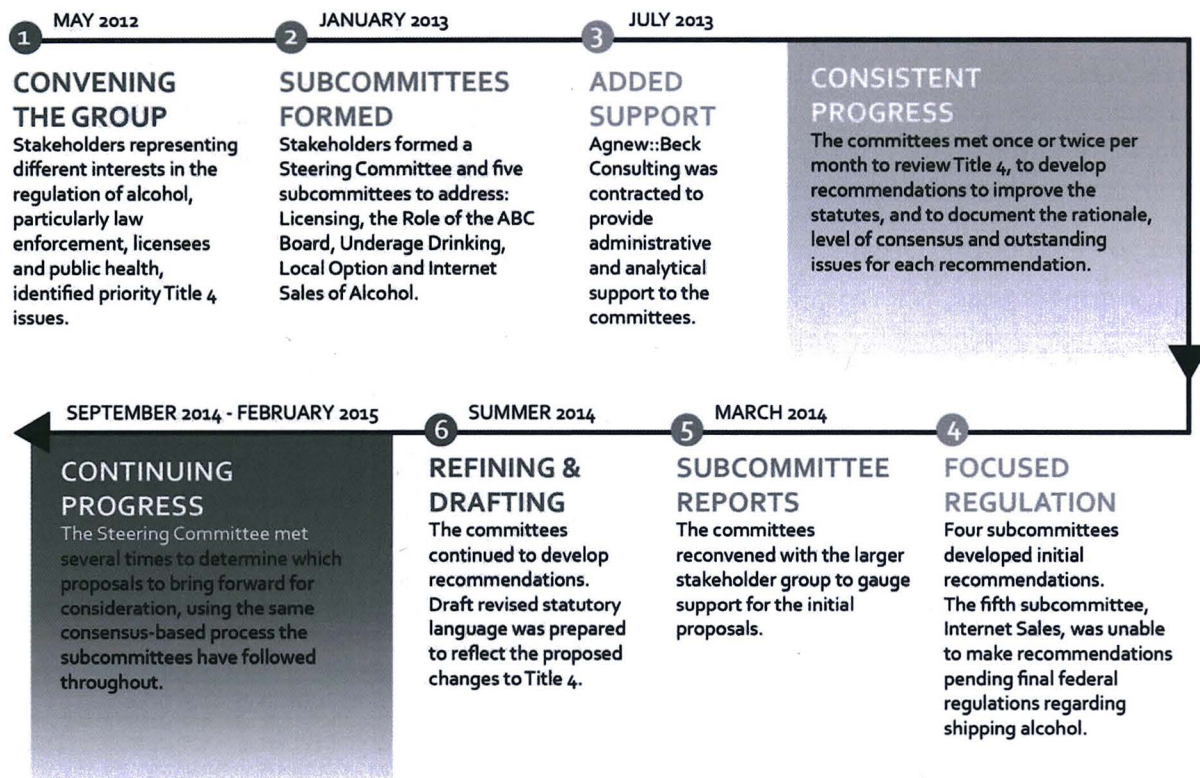 MAY 2012
1
CONVENING
THE GROUP
Stakeholders representing
different interests in the
regulation of alcohol,
particularly law
enforcement, licensees
and public health,
identified priority Title 4
issues.
JANUARY 2013
2
SUBCOMMITTEES
FORMED
Stakeholders formed a
Steering Committee and five
subcommittees to address:
Licensing, the Role of the ABC
Board, Underage Drinking,
Local Option and Internet
Sales of Alcohol.
JULY 2013
3
ADDED
SUPPORT
Agnew::Beck
Consulting was
contracted to
provide
administrative
and analytical
support to the
committees.
CONSISTENT
PROGRESS
The committees met once or twice per
month to review Title 4, to develop
recommendations to improve the
statutes, and to document the rationale,
level of consensus and outstanding
issues for each recommendation.
4
FOCUSED
REGULATION
Four subcommittees
developed initial
recommendations.
The fifth subcommittee,
Internet Sales, was unable
to make recommendations
pending final federal
regulations regarding
shipping alcohol.
MARCH 2014
5
SUBCOMMITTEE
REPORTS
The committees
reconvened with the larger
stakeholder group to gauge
support for the initial
proposals.
SUMMER 2014
6
REFINING &
DRAFTING
The committees
continued to develop
recommendations.
Draft revised statutory
language was prepared
to reflect the proposed
changes to Title 4.
SEPTEMBER 2014 - FEBRUARY 2015
CONTINUING
PROGRESS
The Steering Committee met
several times to determine which
proposals to bring forward for
consideration, using the same
consensus-based process the
subcommittees have followed
throughout.